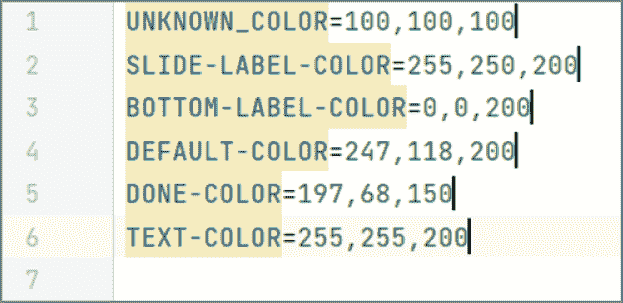 1 UNKNOWN_COLOR=100,100,100
2 SLIDE-LABEL-COLOR=255,250,200
3 BOTTOM-LABEL-COLOR=0,0,200
4 DEFAULT-COLOR=247,118,200
5 DONE-COLOR=197,68,150
6 TEXT-COLOR=255,255,200
7